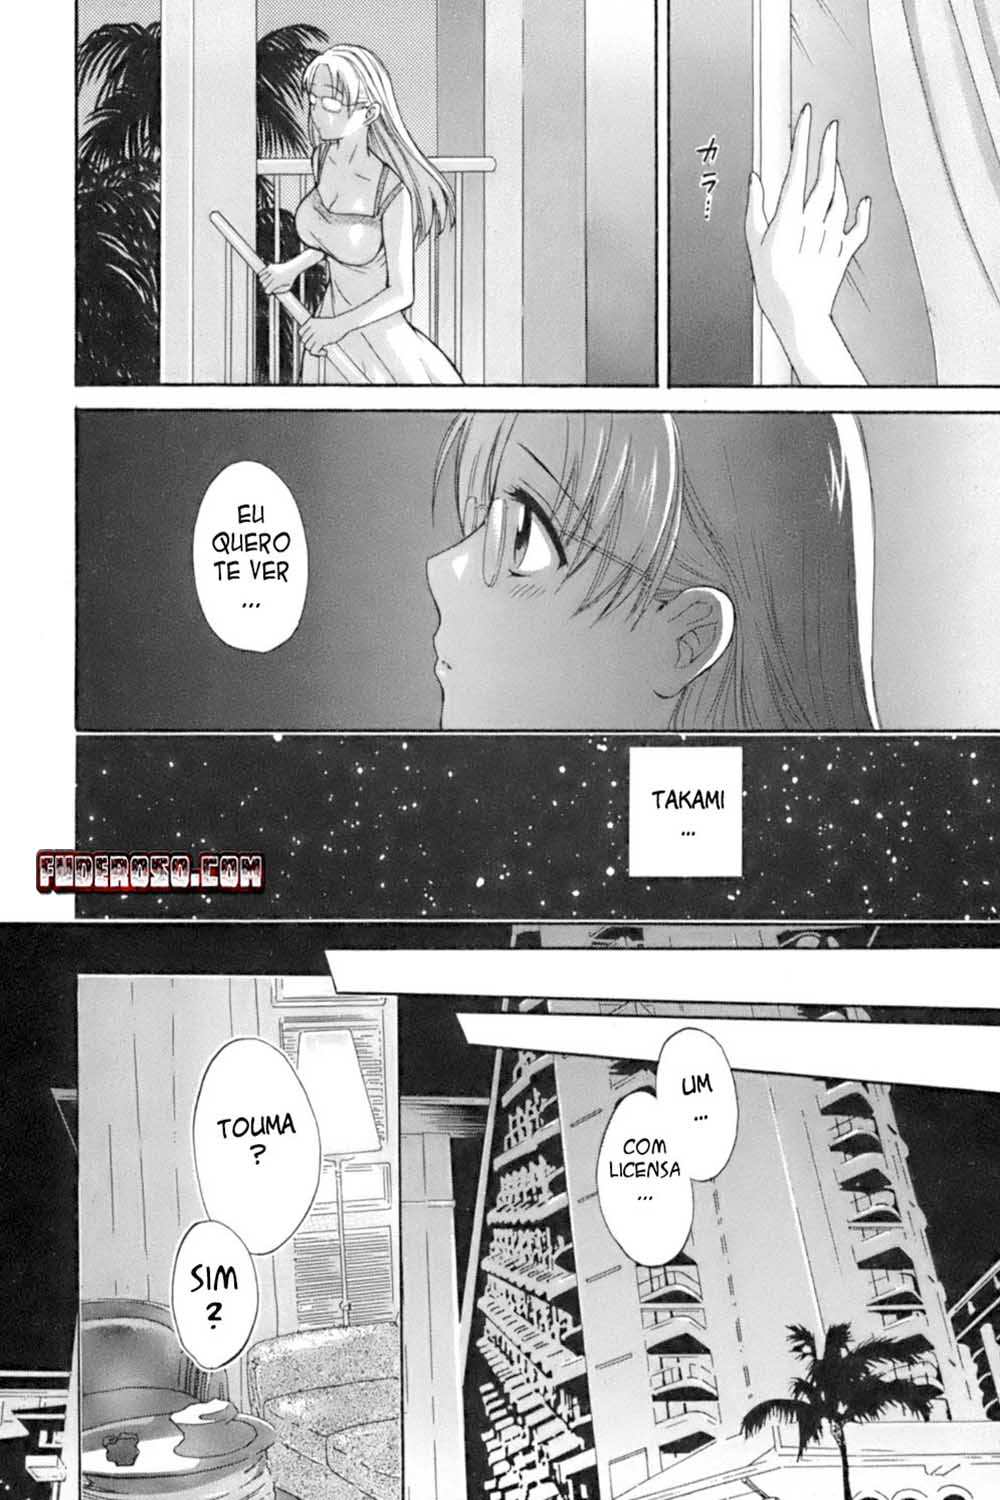 カラ…
EU
QUERO
TE VER
...
TAKAMI
...
FUDEROSO.COM
UM
...
COM
LICENSA
...
TOUMA
?
SIM
?